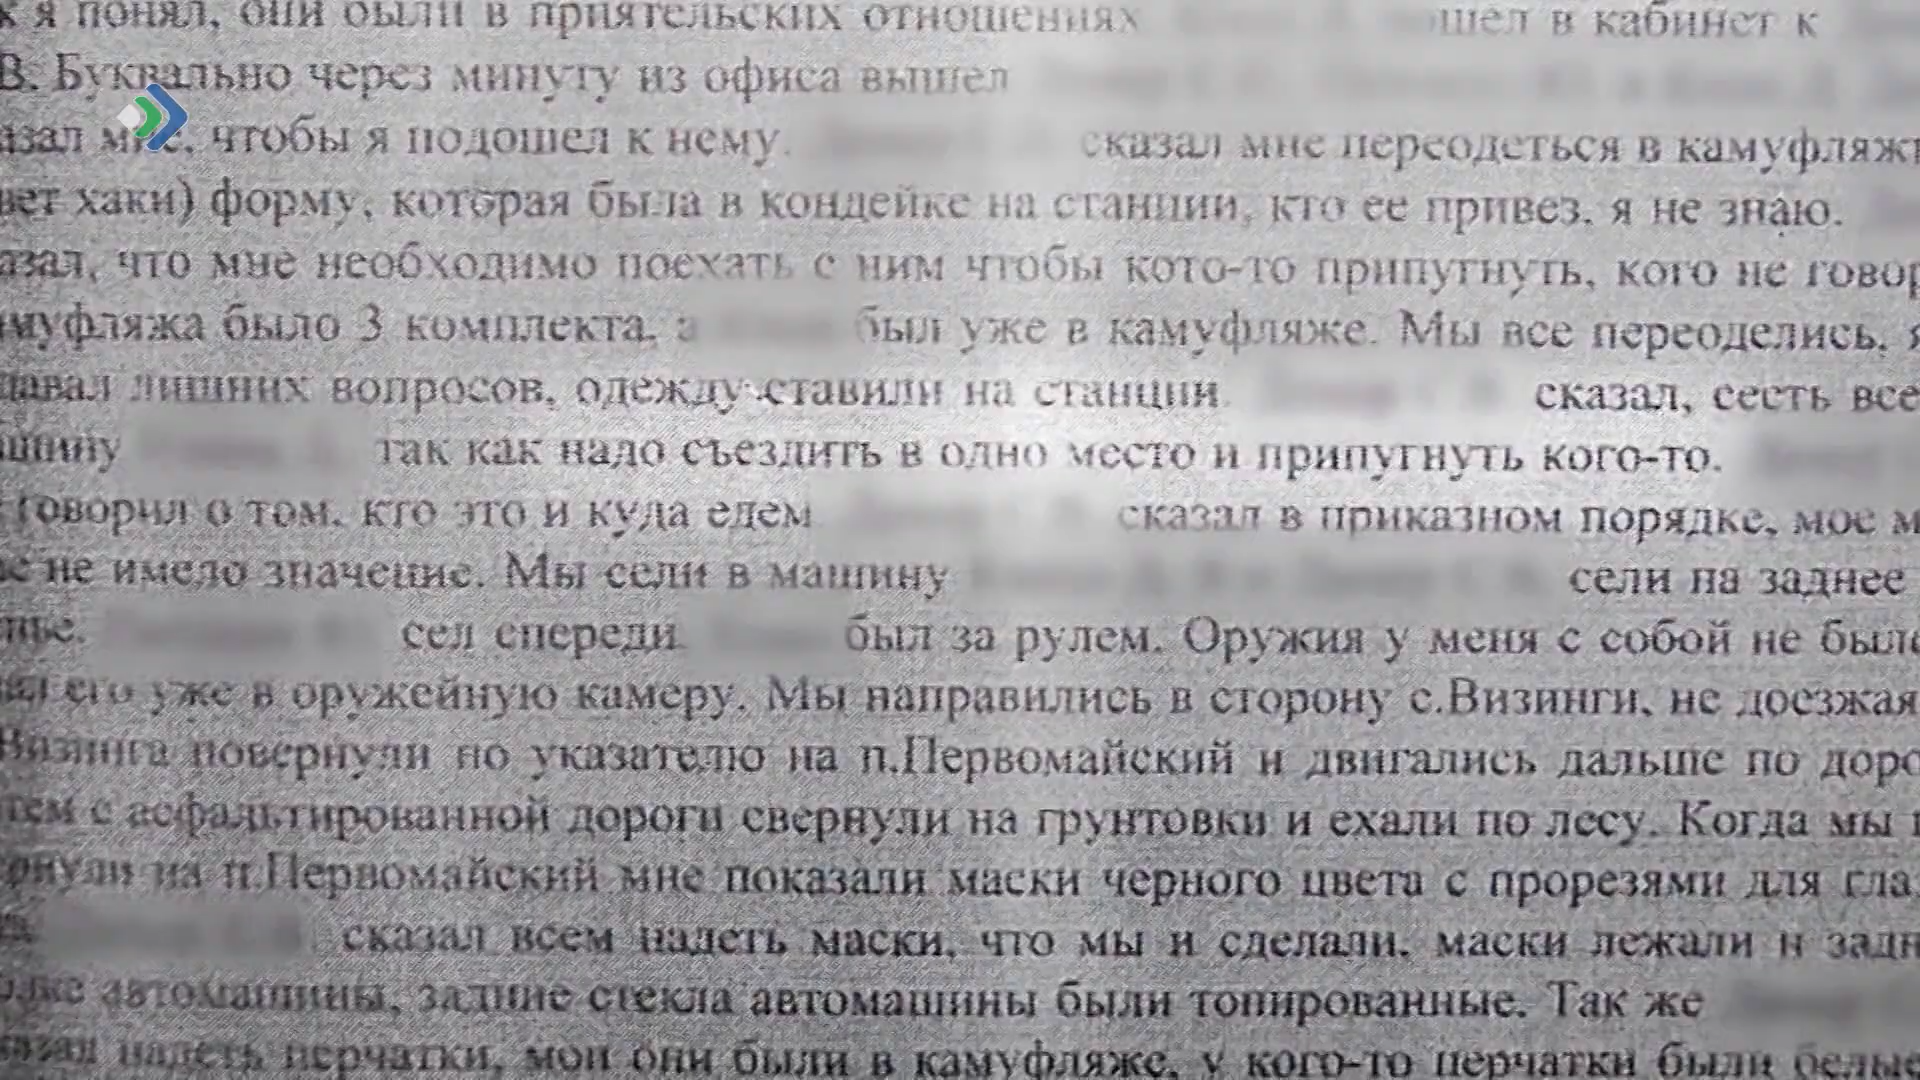 к я понял, они были в приятельских отношениях шел в кабинет к
В. Буквально через минуту из офиса вышел
азал мне, чтобы я подошел к нему. сказал мне переодеться в камуфляжн
вет хаки) форму, которая была в кондейке на станции, кто ее привез, я не знаю.
азал, что мне необходимо поехать с ним чтобы кото-то припугнуть, кого не говор
муфляжа было 3 комплекта, а был уже в камуфляже. Мы все переоделись, я
давал лишних вопросов, одежду ставили на станции. сказал, сесть все
шину так как надо съездить в одно место и припугнуть кого-то.
говорил о том, кто это и куда едем сказал в приказном порядке, мое м
е не имело значение. Мы сели в машину сели на заднее
нье. сел спереди был за рулем. Оружия у меня с собой не было
его уже в оружейную камеру. Мы направились в сторону с.Визинги, не доезжая
Визинга повернули по указателю на п.Первомайский и двигались дальше по доро
тем с асфальтированной дороги свернули на грунтовки и ехали по лесу. Когда мы п
ернули на п.Первомайский мне показали маски черного цвета с прорезями для глаз
сказал всем надеть маски, что мы и сделали, маски лежали н задн
автомашины, задние стекла автомашины были тонированные. Так же
казал надеть перчатки, мои они были в камуфляже, у кого-то перчатки были белые